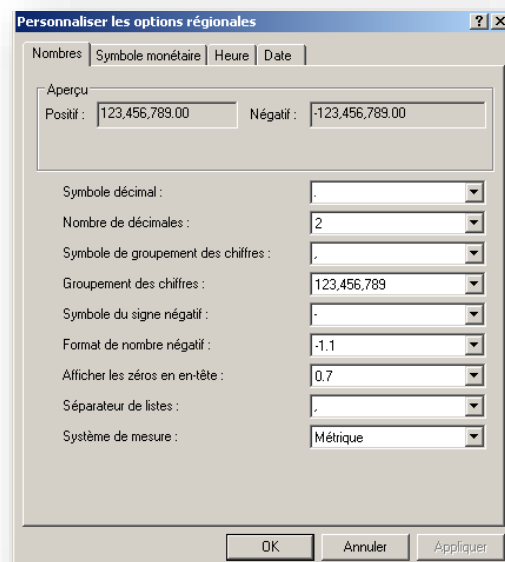 Personnaliser les options régionales
Nombres Symbole monétaire Heure Date
Aperçu
Positif : 123,456,789.00 Négatif : -123,456,789.00
Symbole décimal : .
Nombre de décimales : 2
Symbole de groupement des chiffres : ,
Groupement des chiffres : 123,456,789
Symbole du signe négatif : -
Format de nombre négatif : -1.1
Afficher les zéros en en-tête : 0.7
Séparateur de listes : ,
Système de mesure : Métrique
OK Annuler Appliquer